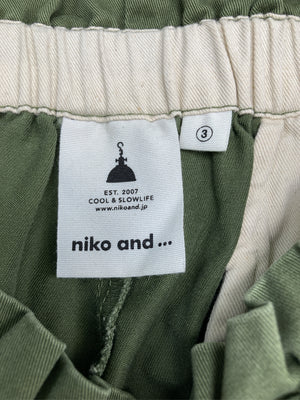 3
EST. 2007
COOL & SLOWLIFE
www.nikoand.jp
niko and ...